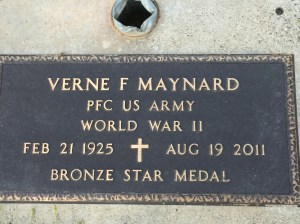 VERNE F MAYNARD
PFC US ARMY
WORLD WAR II
FEB 21 1925 AUG 19 2011
BRONZE STAR MEDAL